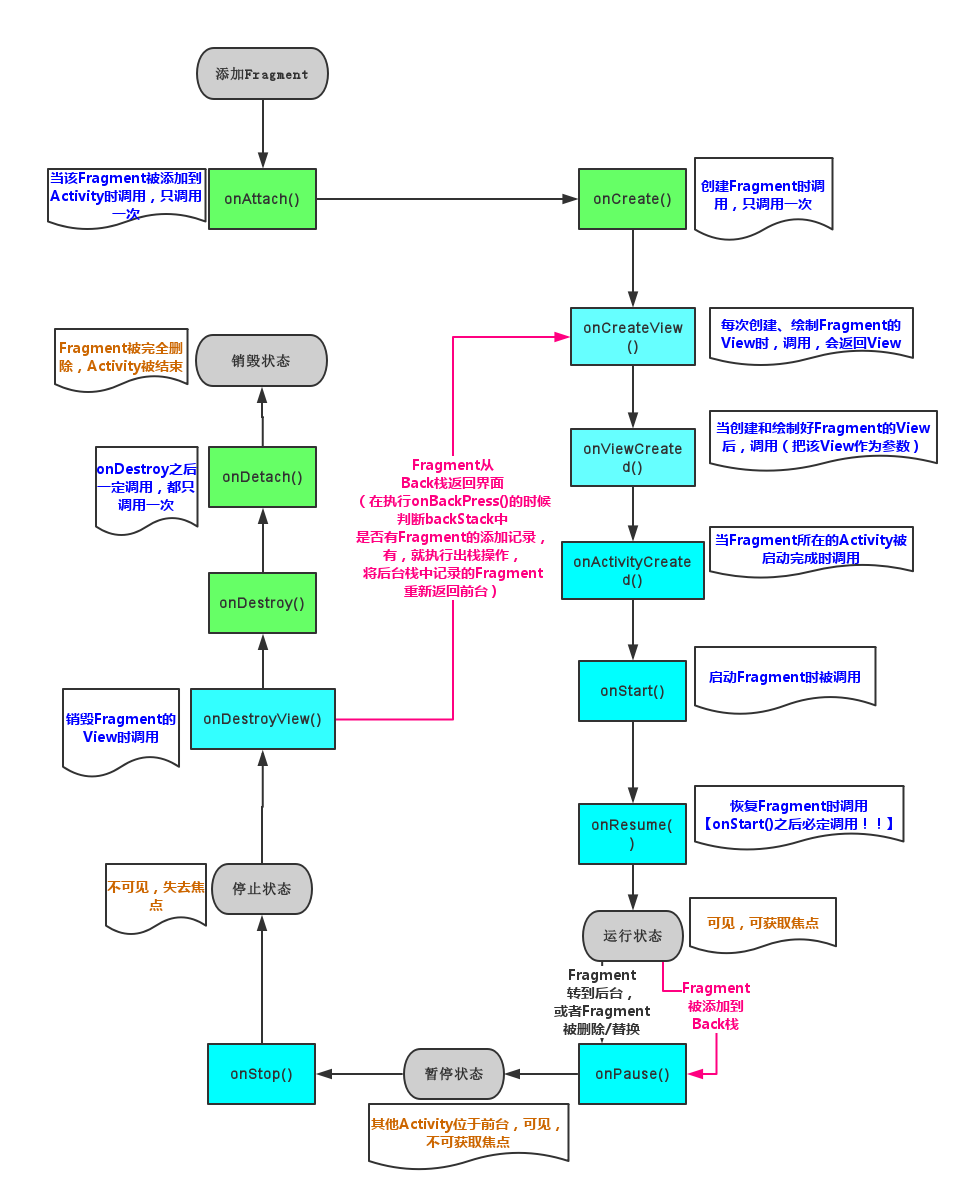 添加Fragment
当该Fragment被添加到
Activity时调用，只调用
一次
onAttach()
onCreate()
创建Fragment时调
用，只调用一次
onCreateView
()
每次创建、绘制Fragment的
View时，调用，会返回View
Fragment被完全删
除，Activity被结束
销毁状态
onViewCreate
d()
当创建和绘制好Fragment的View
后，调用（把该View作为参数）
onDestroy之后
一定调用，都只
调用一次
onDetach()
Fragment从
Back栈返回界面
（在执行onBackPress()的时候
判断backStack中
是否有Fragment的添加记录，
有，就执行出栈操作，
将后台栈中记录的Fragment
重新返回前台）
onActivityCreate
d()
当Fragment所在的Activity被
启动完成时调用
onDestroy()
onStart()
启动Fragment时被调用
销毁Fragment的
View时调用
onDestroyView()
onResume(
)
恢复Fragment时调用
【onStart()之后必定调用！！】
不可见，失去焦
点
停止状态
运行状态
可见，可获取焦点
Fragment
转到后台，
或者Fragment
被删除/替换
Fragment
被添加到
Back栈
onStop()
暂停状态
onPause()
其他Activity位于前台，可见，
不可获取焦点